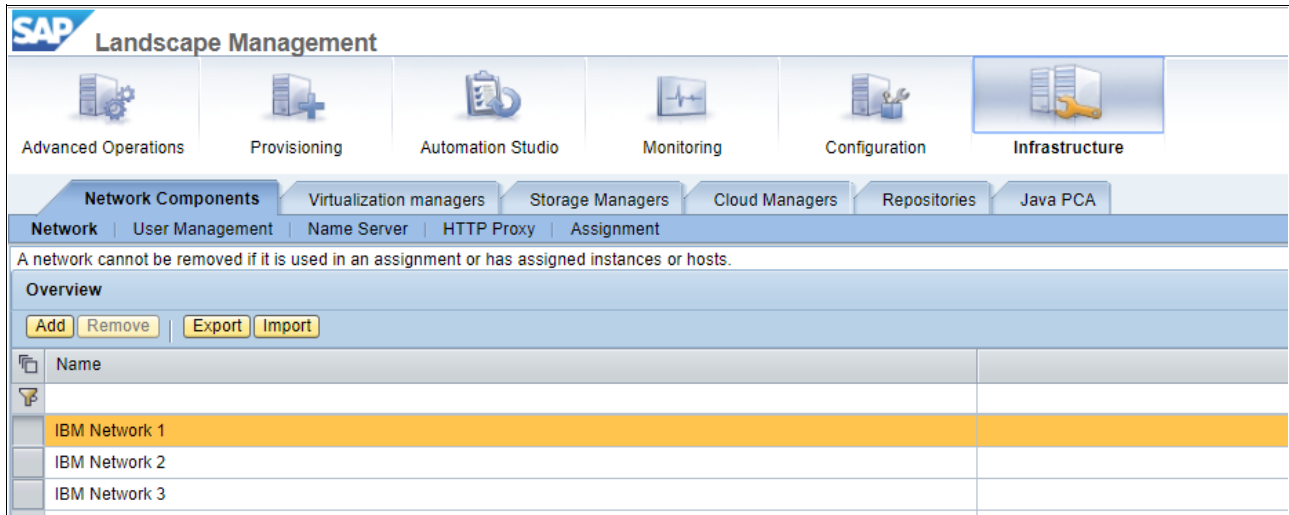 SAP Landscape Management
Advanced Operations Provisioning Automation Studio Monitoring Configuration Infrastructure
Network Components Virtualization managers Storage Managers Cloud Managers Repositories Java PCA
Network | User Management | Name Server | HTTP Proxy | Assignment
A network cannot be removed if it is used in an assignment or has assigned instances or hosts.
Overview
Add Remove | Export Import
Name
IBM Network 1
IBM Network 2
IBM Network 3